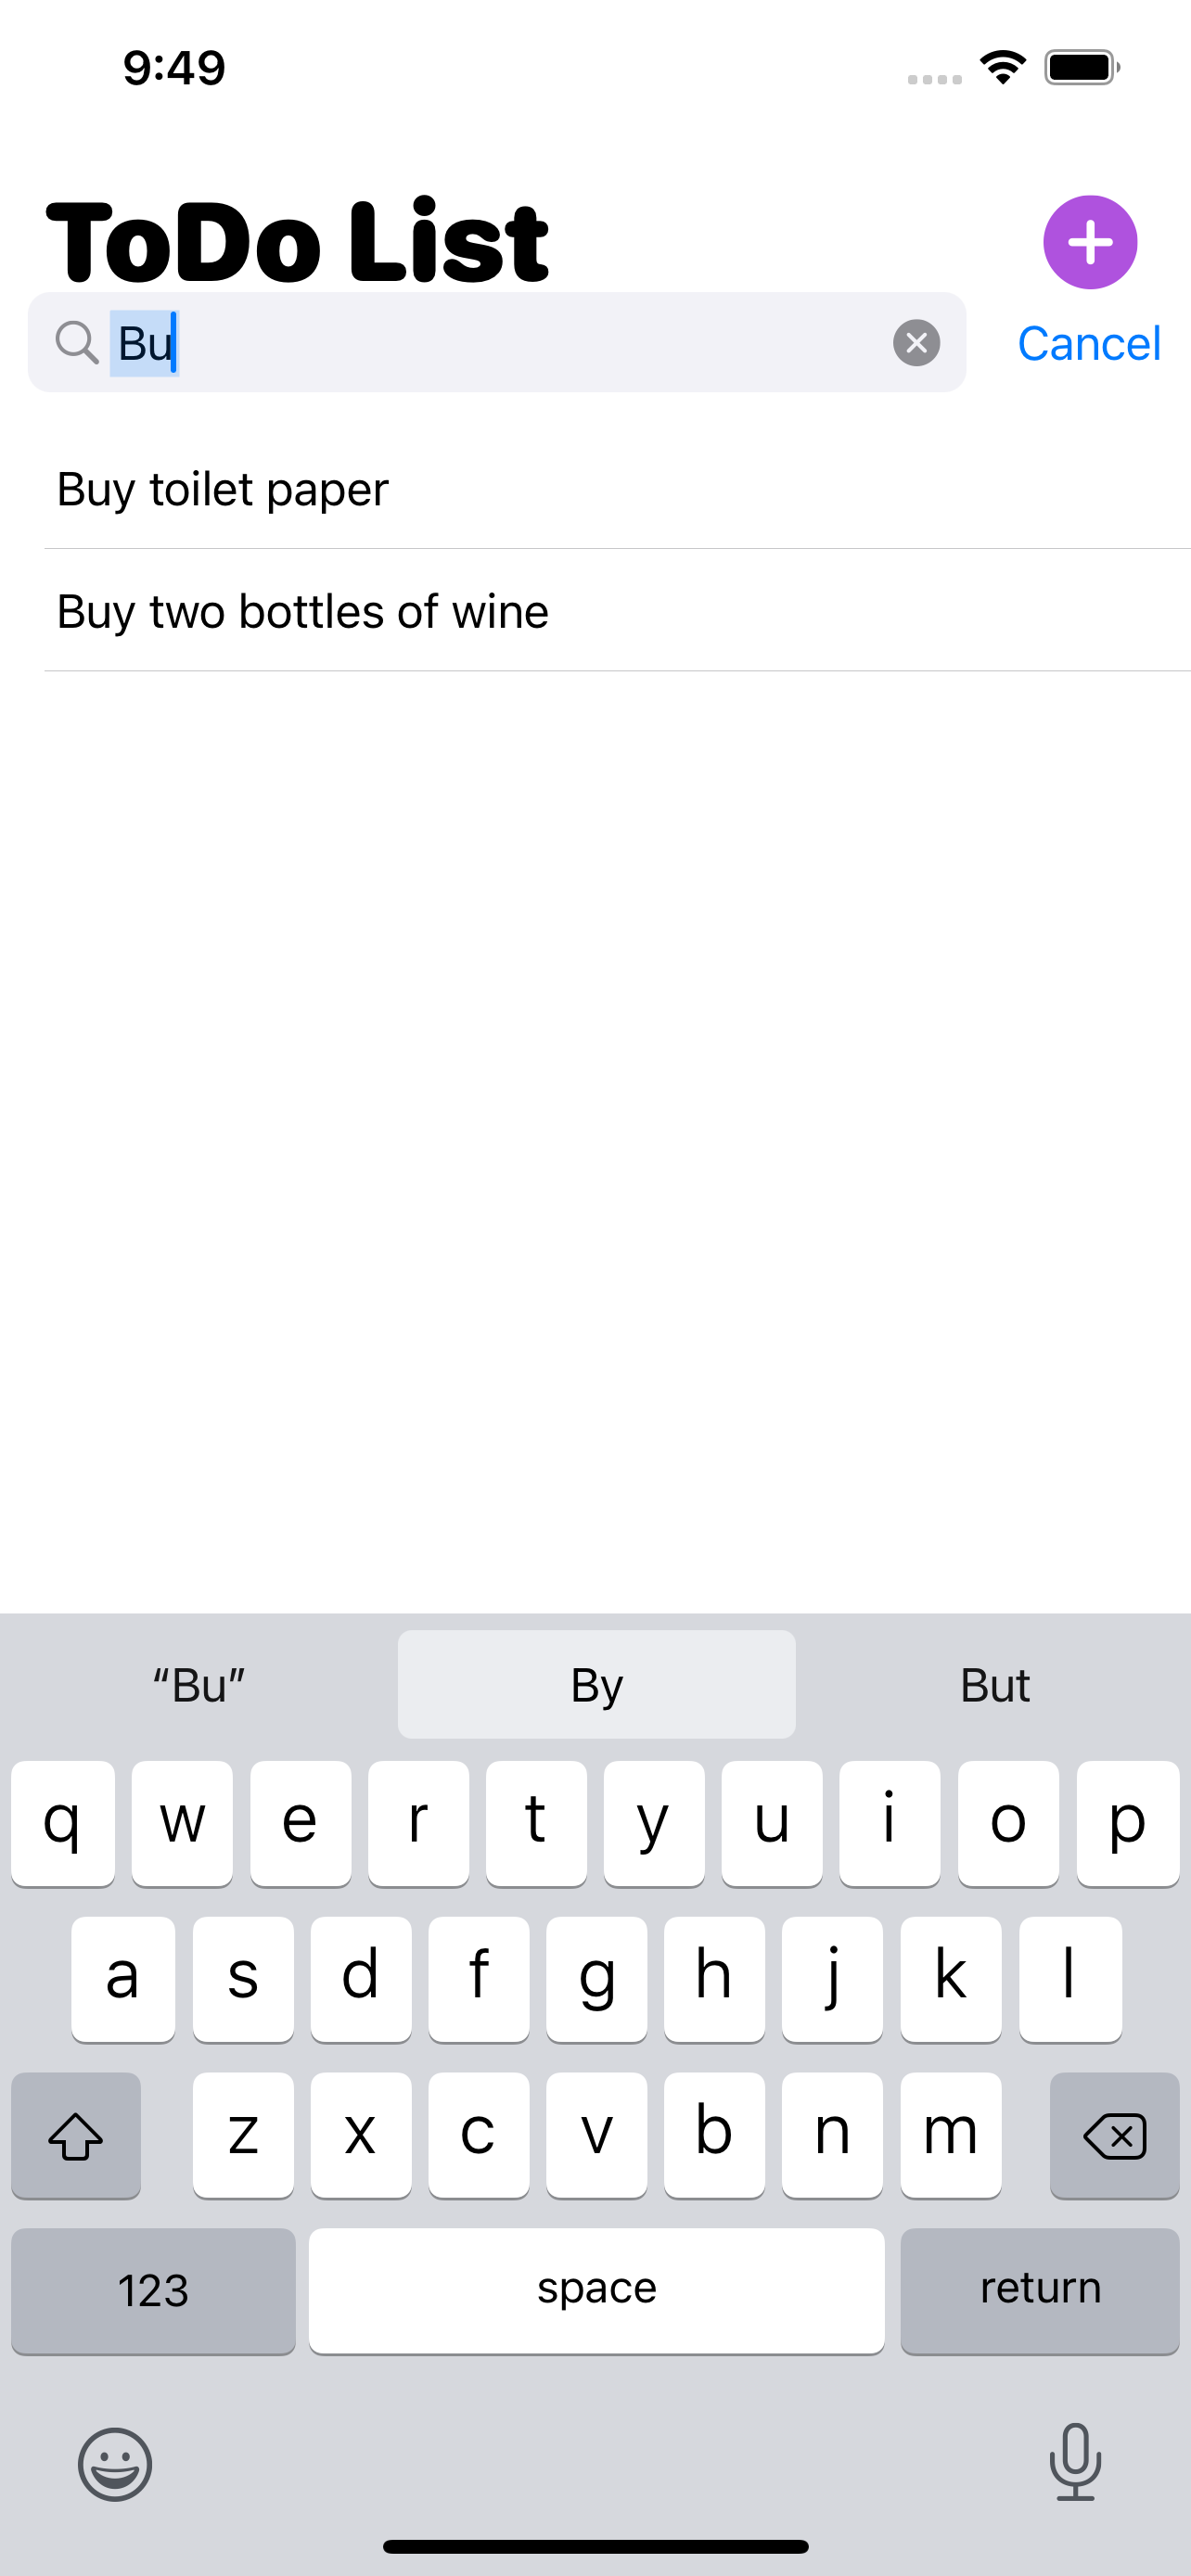 9:49
ToDo List
Bu
Cancel
Buy toilet paper
Buy two bottles of wine
“Bu” By But
q w e r t y u i o p
a s d f g h j k l
z x c v b n m
123 space return